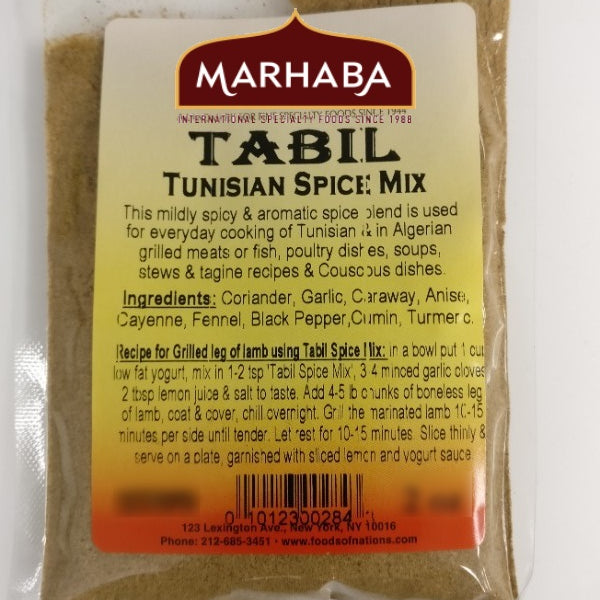 MARHABA
INTERNATIONAL SPECIALTY FOODS SINCE 1988
FOR FINE SPECIALTY FOODS SINCE 1944
TABIL
TUNISIAN SPICE MIX
This mildly spicy & aromatic spice blend is used
for everyday cooking of Tunisian & in Algerian
grilled meats or fish, poultry dishes, soups,
stews & tagine recipes & Couscous dishes.
Ingredients: Coriander, Garlic, Caraway, Anise,
Cayenne, Fennel, Black Pepper,Cumin, Turmeric.
Recipe for Grilled leg of lamb using Tabil Spice Mix: in a bowl put 1 cup
low fat yogurt, mix in 1-2 tsp 'Tabil Spice Mix', 3-4 minced garlic cloves
2 tbsp lemon juice & salt to taste. Add 4-5 lb chunks of boneless leg
of lamb, coat & cover, chill overnight. Grill the marinated lamb 10-15
minutes per side until tender. Let rest for 10-15 minutes. Slice thinly &
serve on a plate, garnished with sliced lemon and yogurt sauce
0 1012300284
123 Lexington Ave., New York, NY 10016
Phone: 212-685-3451 · www.foodsofnations.com